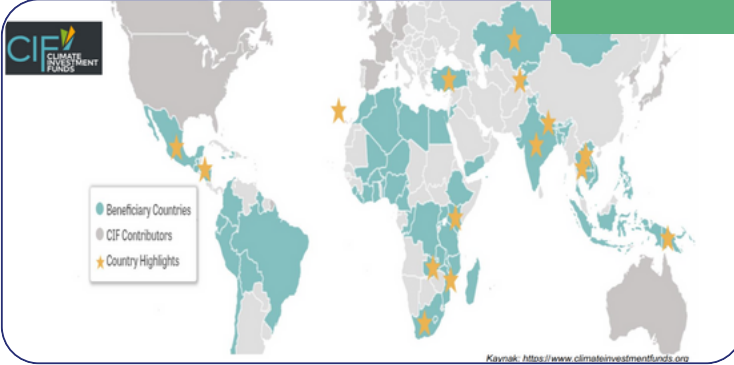 CIF
CLIMATE
INVESTMENT
FUNDS
Beneficiary Countries
CIF Contributors
Country Highlights
Kaynak: https://www.climateinvestmentfunds.org